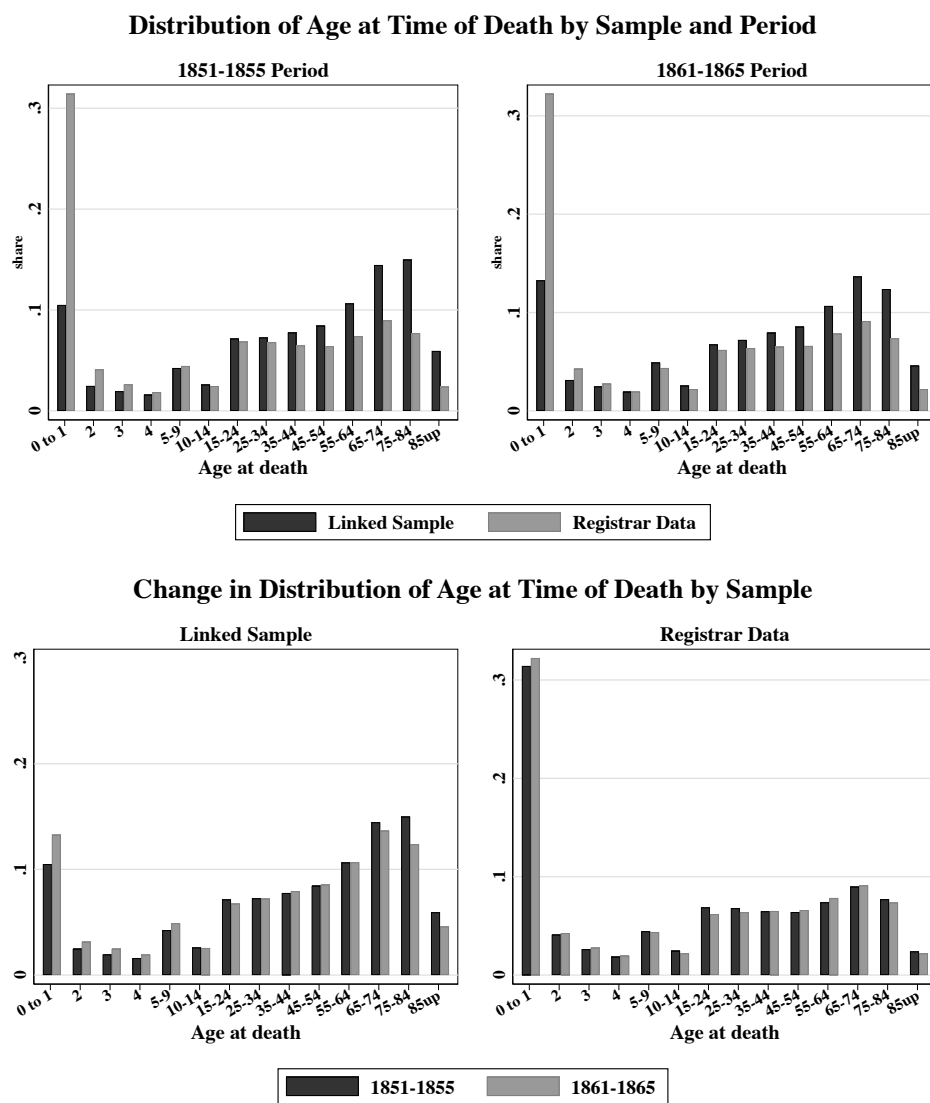 Distribution of Age at Time of Death by Sample and Period
1851-1855 Period
share
.3
.2
.1
0
0 to 1 2 3 4 5-9 10-14 15-24 25-34 35-44 45-54 55-64 65-74 75-84 85up
Age at death
1861-1865 Period
share
.3
.2
.1
0
0 to 1 2 3 4 5-9 10-14 15-24 25-34 35-44 45-54 55-64 65-74 75-84 85up
Age at death
Linked Sample Registrar Data
Change in Distribution of Age at Time of Death by Sample
Linked Sample
.3
.2
.1
0
0 to 1 2 3 4 5-9 10-14 15-24 25-34 35-44 45-54 55-64 65-74 75-84 85up
Age at death
Registrar Data
.3
.2
.1
0
0 to 1 2 3 4 5-9 10-14 15-24 25-34 35-44 45-54 55-64 65-74 75-84 85up
Age at death
1851-1855 1861-1865